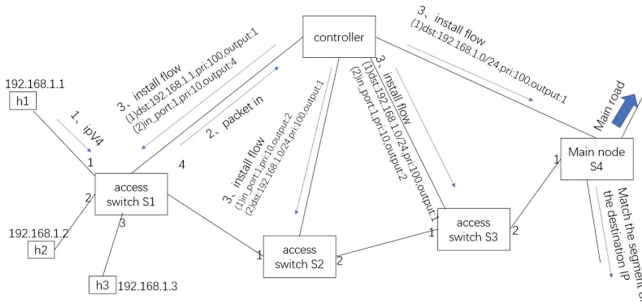 controller
3、install flow
(1)dst:192.168.1.1,pri:100,output:1
(2)in_port:1,pri:10,output:4
2、packet in
3、install flow
(1)in_port:1,pri:10,output:2
(2)dst:192.168.1.0/24,pri:100,output:1
3、install flow
(1)dst:192.168.1.0/24,pri:100,output:1
(2)in_port:1,pri:10,output:2
3、install flow
(1)dst:192.168.1.0/24,pri:100,output:1
Main road
192.168.1.1
h1
1、ipV4
1
4
access
switch S1
2
3
192.168.1.2
h2
h3
192.168.1.3
1
access
switch S2
2
1
access
switch S3
2
1
Main node
S4
Match the segment of
the destination IP